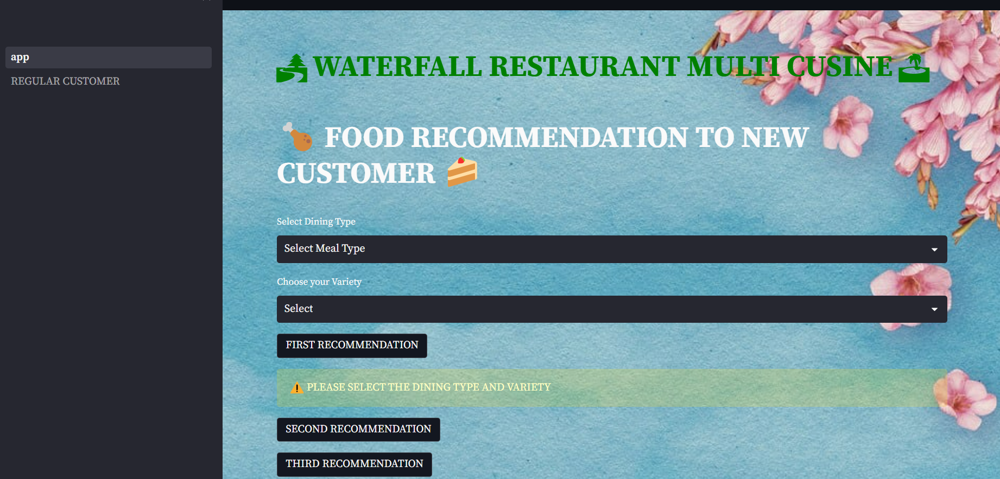 app
REGULAR CUSTOMER
WATERFALL RESTAURANT MULTI CUSINE
FOOD RECOMMENDATION TO NEW
CUSTOMER
Select Dining Type
Select Meal Type
Choose your Variety
Select
FIRST RECOMMENDATION
PLEASE SELECT THE DINING TYPE AND VARIETY
SECOND RECOMMENDATION
THIRD RECOMMENDATION